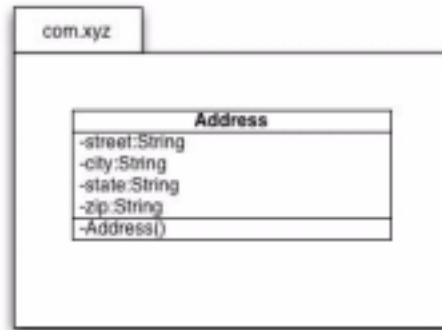 com.xyz
Address
-street:String
-city:String
-state:String
-zip:String
-Address()